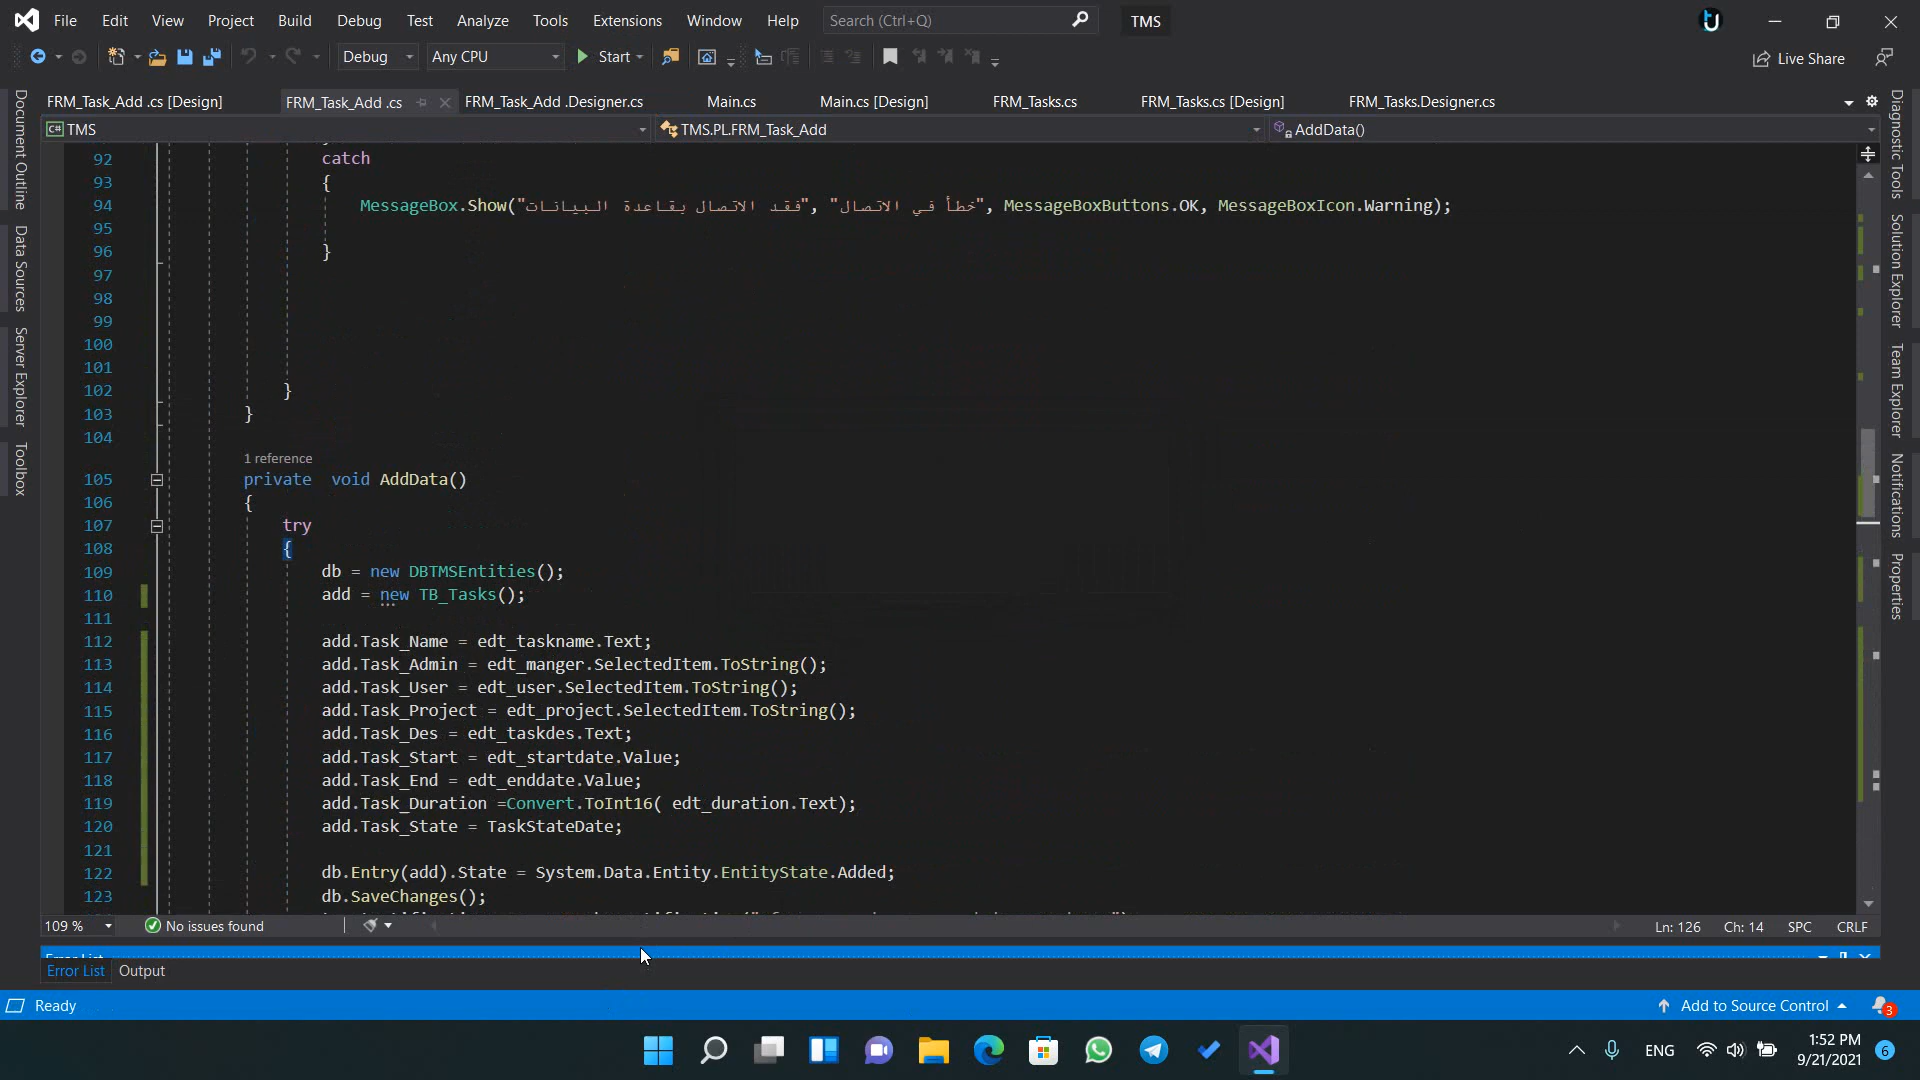 File Edit View Project Build Debug Test Analyze Tools Extensions Window Help Search (Ctrl+Q) TMS
Debug Any CPU Start Live Share
FRM_Task_Add .cs [Design] FRM_Task_Add .cs FRM_Task_Add .Designer.cs Main.cs Main.cs [Design] FRM_Tasks.cs FRM_Tasks.cs [Design] FRM_Tasks.Designer.cs
C# TMS TMS.PL.FRM_Task_Add AddData()
Document Outline
Data Sources
Server Explorer
Toolbox
Diagnostic Tools
Solution Explorer
Team Explorer
Notifications
Properties
92 catch
93 {
94 MessageBox.Show("فقد الاتصال بقاعدة البيانات", "خطأ في الاتصال", MessageBoxButtons.OK, MessageBoxIcon.Warning);
95
96 }
97
98
99
100
101
102 }
103 }
104
1 reference
105 private void AddData()
106 {
107 try
108 {
109 db = new DBTMSEntities();
110 add = new TB_Tasks();
111
112 add.Task_Name = edt_taskname.Text;
113 add.Task_Admin = edt_manger.SelectedItem.ToString();
114 add.Task_User = edt_user.SelectedItem.ToString();
115 add.Task_Project = edt_project.SelectedItem.ToString();
116 add.Task_Des = edt_taskdes.Text;
117 add.Task_Start = edt_startdate.Value;
118 add.Task_End = edt_enddate.Value;
119 add.Task_Duration =Convert.ToInt16( edt_duration.Text);
120 add.Task_State = TaskStateDate;
121
122 db.Entry(add).State = System.Data.Entity.EntityState.Added;
123 db.SaveChanges();
109 % No issues found Ln: 126 Ch: 14 SPC CRLF
Error List
Error List Output
Ready Add to Source Control 3
ENG 1:52 PM
9/21/2021 6